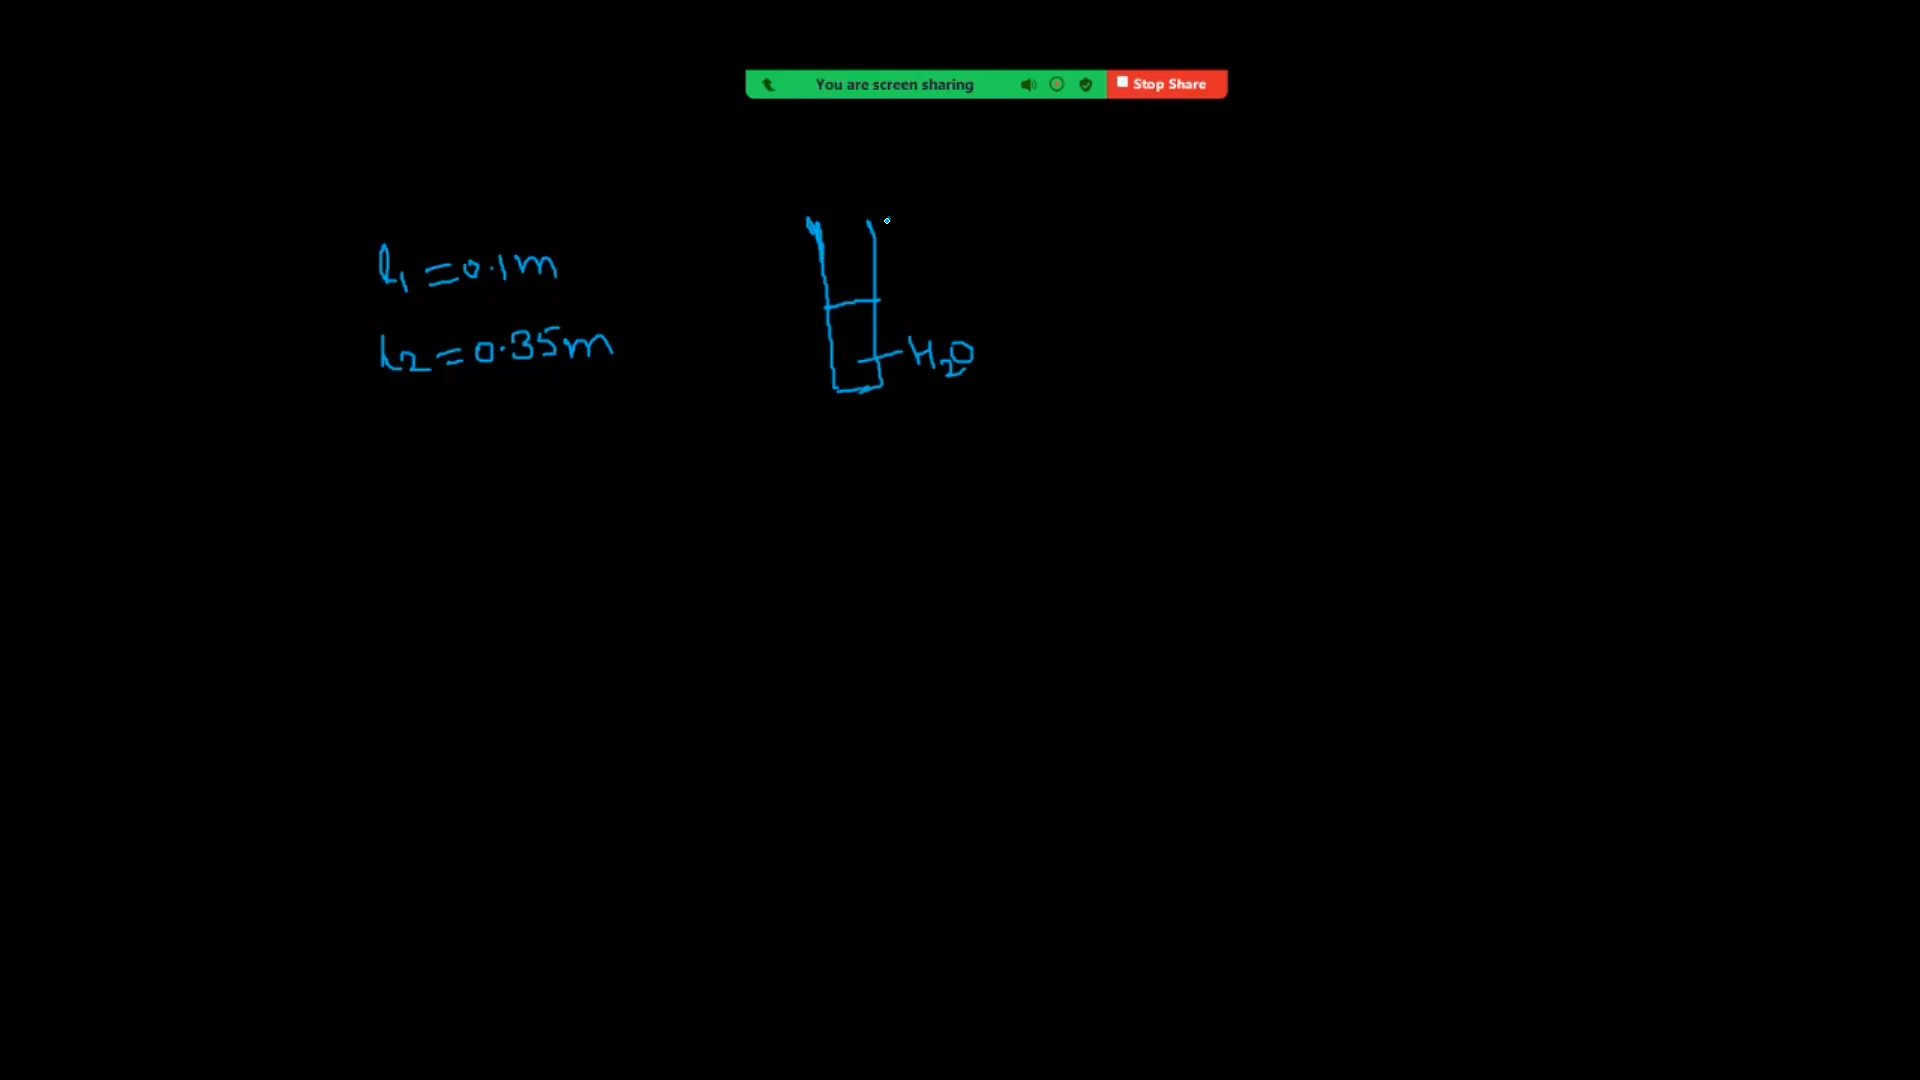 You are screen sharing
Stop Share
l₁ = 0.1m
l₂ = 0.35m
H₂O